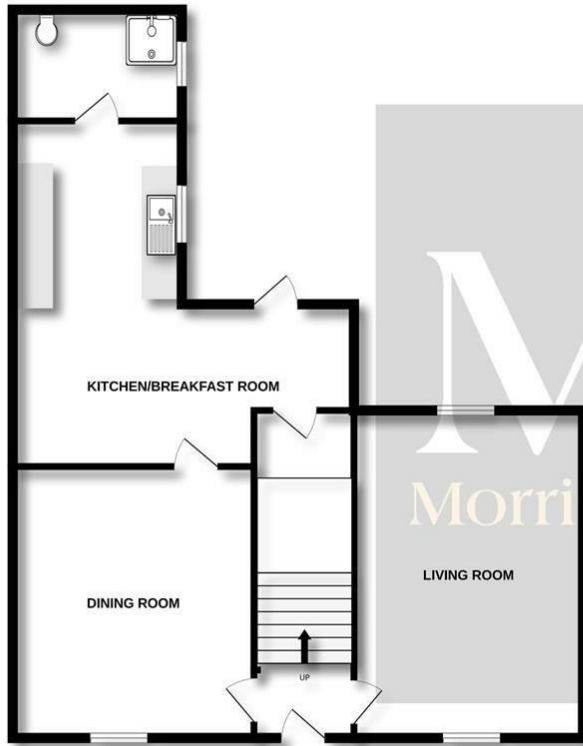 KITCHEN/BREAKFAST ROOM
M
Morri
LIVING ROOM
DINING ROOM
UP